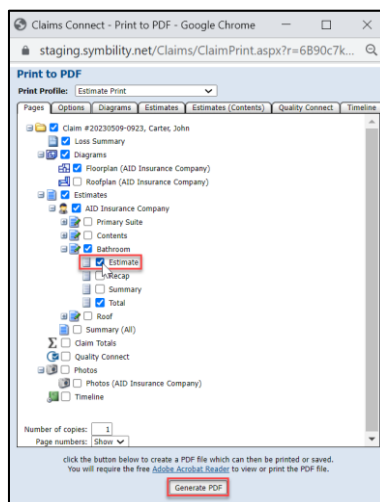 Claims Connect - Print to PDF - Google Chrome
staging.symbility.net/Claims/ClaimPrint.aspx?r=6B90c7k...
Print to PDF
Print Profile: Estimate Print
Pages Options Diagrams Estimates Estimates (Contents) Quality Connect Timeline
Claim #20230509-0923, Carter, John
Loss Summary
Diagrams
Floorplan (AID Insurance Company)
Roofplan (AID Insurance Company)
Estimates
AID Insurance Company
Primary Suite
Contents
Bathroom
Estimate
Recap
Summary
Total
Roof
Summary (All)
Claim Totals
Quality Connect
Photos
Photos (AID Insurance Company)
Timeline
Number of copies: 1
Page numbers: Show
click the button below to create a PDF file which can then be printed or saved.
You will require the free Adobe Acrobat Reader to view or print the PDF file.
Generate PDF